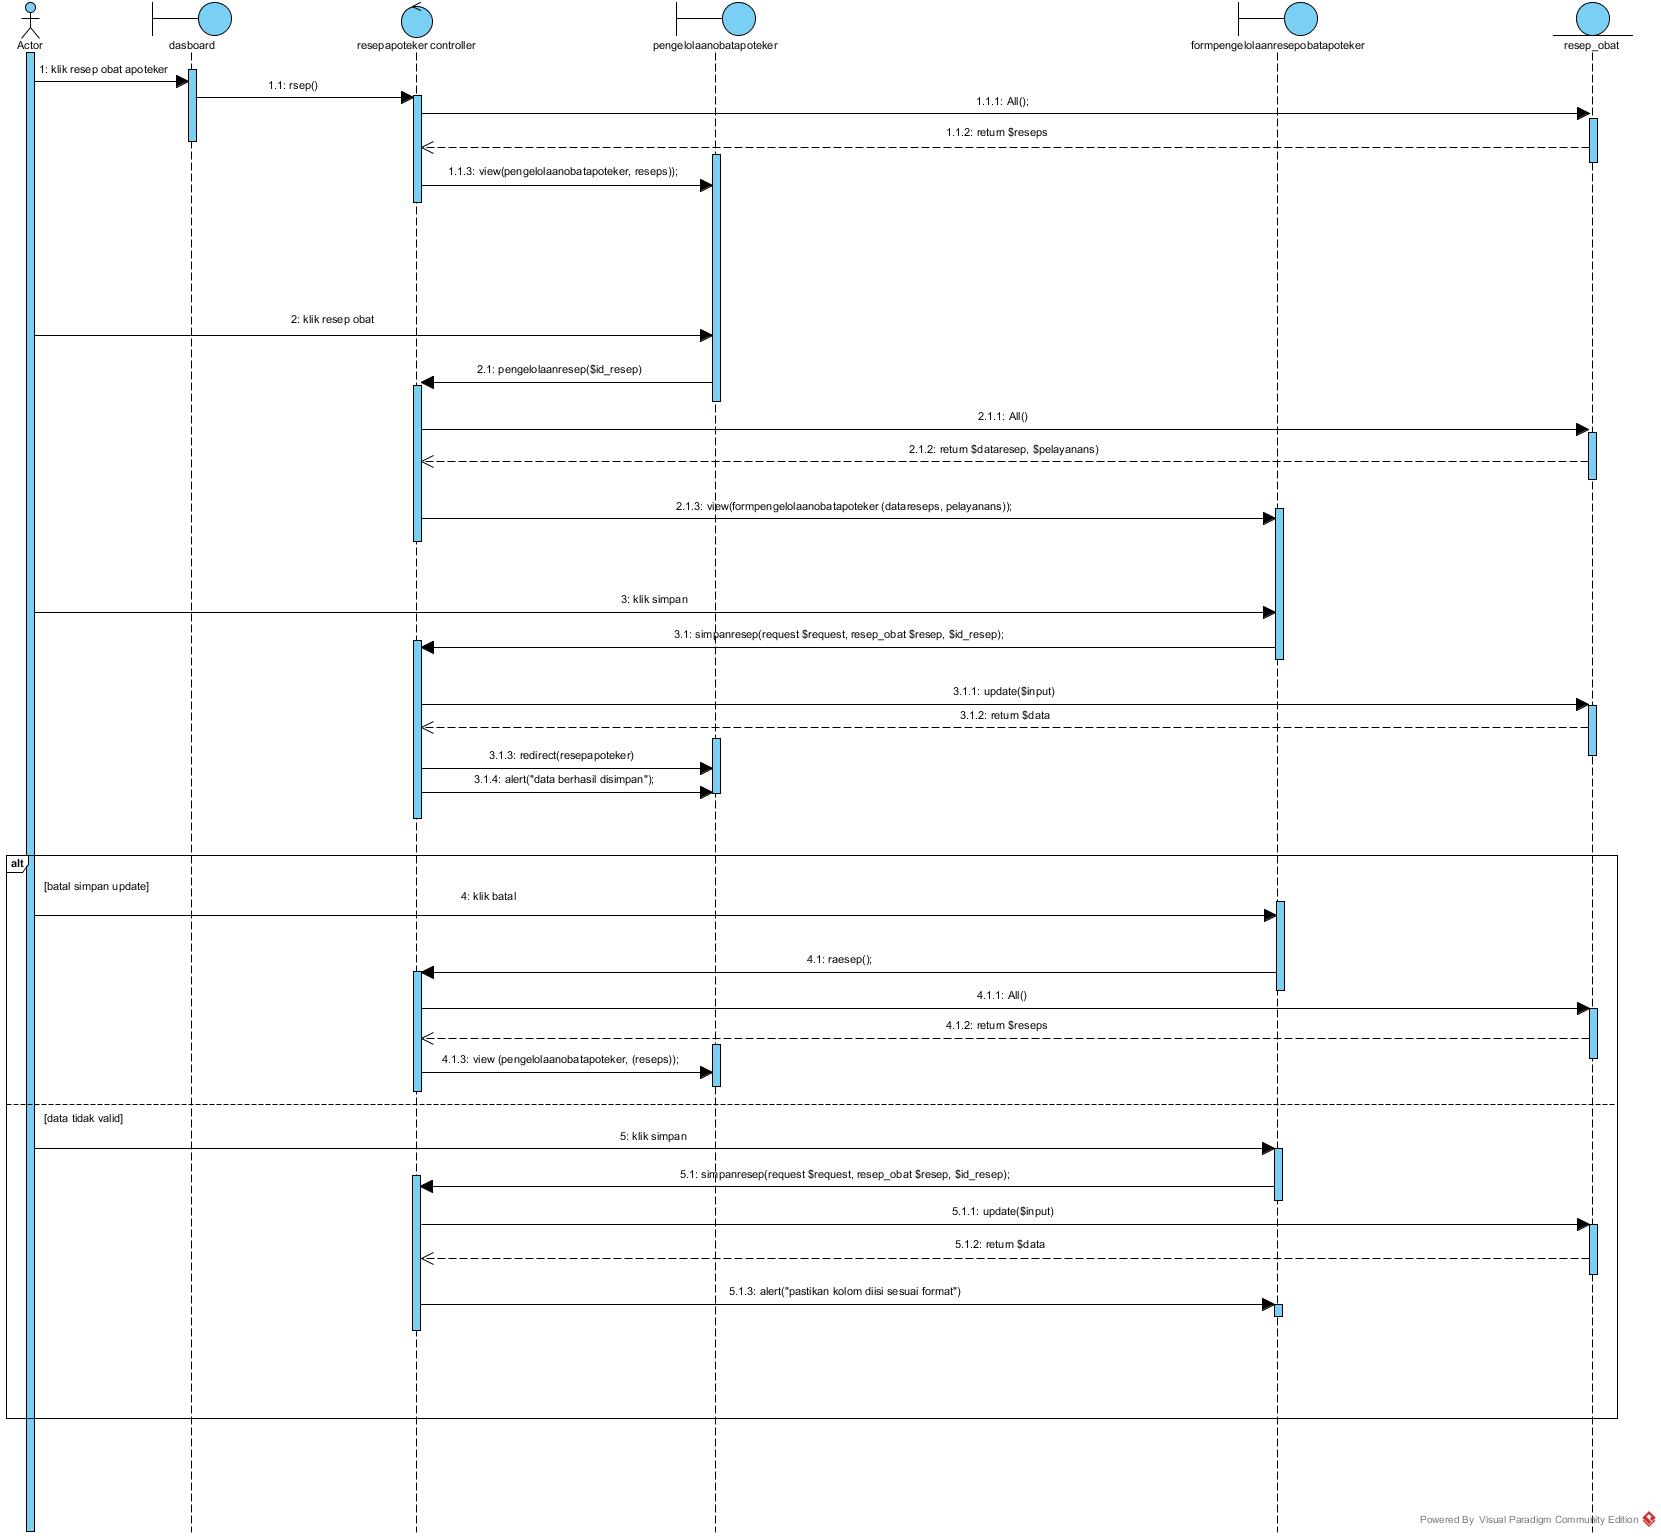 Actor
dasboard
resepapoteker controller
pengelolaanobatapoteker
formpengelolaanresepobatapoteker
resep_obat
1: klik resep obat apoteker
1.1: rsep()
1.1.1: All();
1.1.2: return $reseps
1.1.3: view(pengelolaanobatapoteker, reseps));
2: klik resep obat
2.1: pengelolaanresep($id_resep)
2.1.1: All()
2.1.2: return $dataresep, $pelayanans)
2.1.3: view(formpengelolaanobatapoteker (datareseps, pelayanans));
3: klik simpan
3.1: simpanresep(request $request, resep_obat $resep, $id_resep);
3.1.1: update($input)
3.1.2: return $data
3.1.3: redirect(resepapoteker)
3.1.4: alert("data berhasil disimpan");
alt
[batal simpan update]
4: klik batal
4.1: raesep();
4.1.1: All()
4.1.2: return $reseps
4.1.3: view (pengelolaanobatapoteker, (reseps));
[data tidak valid]
5: klik simpan
5.1: simpanresep(request $request, resep_obat $resep, $id_resep);
5.1.1: update($input)
5.1.2: return $data
5.1.3: alert("pastikan kolom diisi sesuai format")
Powered By Visual Paradigm Community Edition